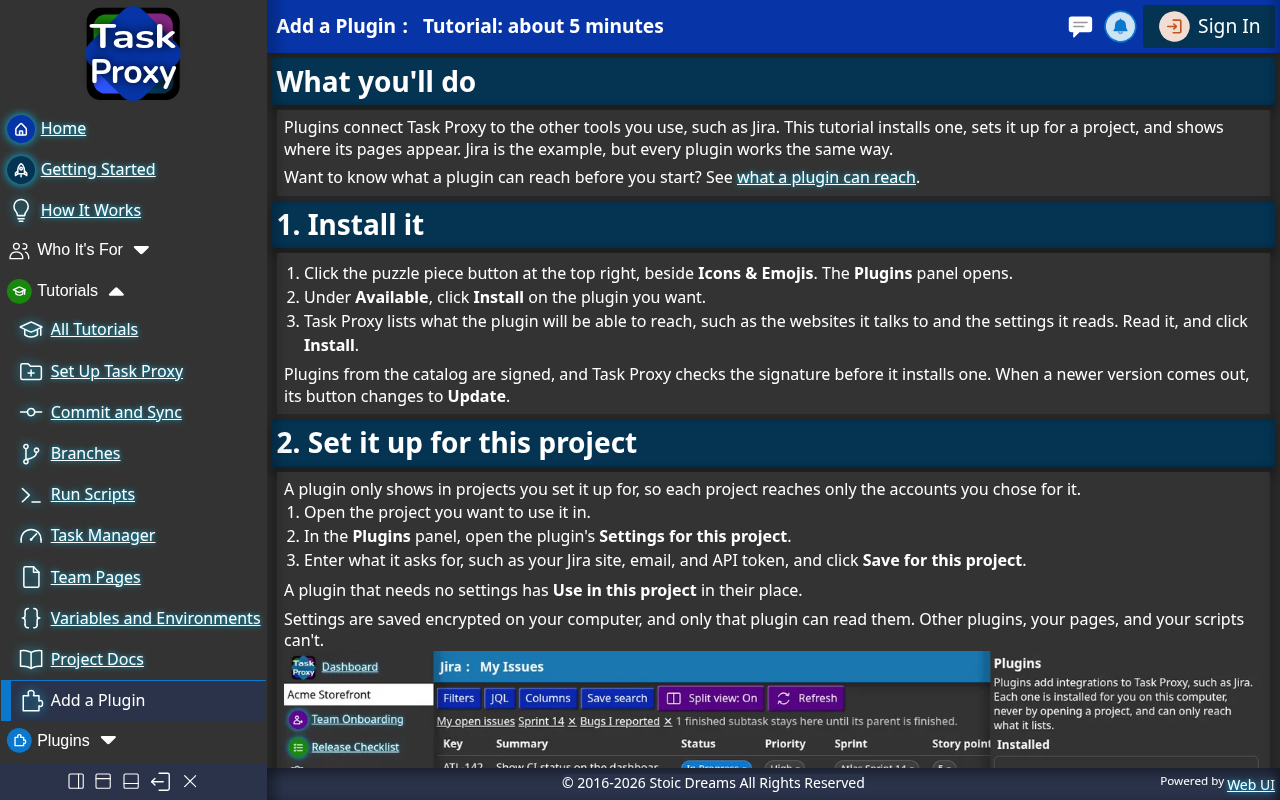 Task
Proxy
Home
Getting Started
How It Works
Who It's For
Tutorials
All Tutorials
Set Up Task Proxy
Commit and Sync
Branches
Run Scripts
Task Manager
Team Pages
Variables and Environments
Project Docs
Add a Plugin
Plugins
Add a Plugin : Tutorial: about 5 minutes
Sign In
What you'll do
Plugins connect Task Proxy to the other tools you use, such as Jira. This tutorial installs one, sets it up for a project, and shows
where its pages appear. Jira is the example, but every plugin works the same way.
Want to know what a plugin can reach before you start? See what a plugin can reach.
1. Install it
1. Click the puzzle piece button at the top right, beside Icons & Emojis. The Plugins panel opens.
2. Under Available, click Install on the plugin you want.
3. Task Proxy lists what the plugin will be able to reach, such as the websites it talks to and the settings it reads. Read it, and click
Install.
Plugins from the catalog are signed, and Task Proxy checks the signature before it installs one. When a newer version comes out,
its button changes to Update.
2. Set it up for this project
A plugin only shows in projects you set it up for, so each project reaches only the accounts you chose for it.
1. Open the project you want to use it in.
2. In the Plugins panel, open the plugin's Settings for this project.
3. Enter what it asks for, such as your Jira site, email, and API token, and click Save for this project.
A plugin that needs no settings has Use in this project in their place.
Settings are saved encrypted on your computer, and only that plugin can read them. Other plugins, your pages, and your scripts
can't.
Task
Proxy
Dashboard
Acme Storefront
Team Onboarding
Release Checklist
Jira : My Issues
Filters JQL Columns Save search Split view: On Refresh
My open issues Sprint 14 × Bugs I reported × 1 finished subtask stays here until its parent is finished.
Key Summary Status Priority Sprint Story point
ATL-142 Show CI status on the dashboar In Progress High Atlas Sprint 14 5
Plugins
Plugins add integrations to Task Proxy, such as Jira.
Each one is installed for you on this computer,
never by opening a project, and can only reach
what it lists.
Installed
© 2016-2026 Stoic Dreams All Rights Reserved
Powered by Web UI